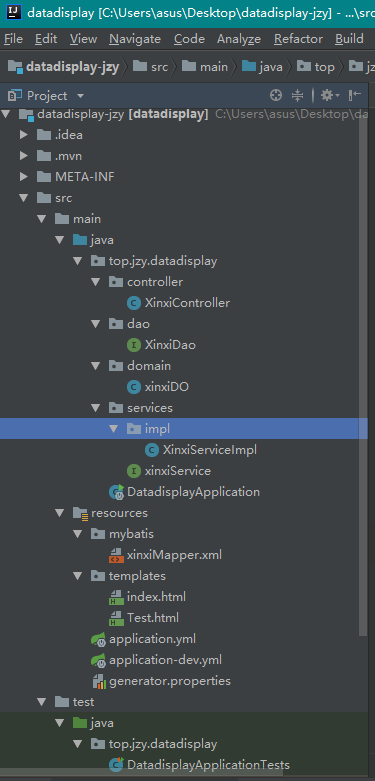 datadisplay [C:\Users\asus\Desktop\datadisplay-jzy] - ...\src
File Edit View Navigate Code Analyze Refactor Build
datadisplay-jzy src main java top jz
Project
datadisplay-jzy [datadisplay] C:\Users\asus\Desktop\da
.idea
.mvn
META-INF
src
main
java
top.jzy.datadisplay
controller
XinxiController
dao
XinxiDao
domain
xinxiDO
services
impl
XinxiServiceImpl
xinxiService
DatadisplayApplication
resources
mybatis
xinxiMapper.xml
templates
index.html
Test.html
application.yml
application-dev.yml
generator.properties
test
java
top.jzy.datadisplay
DatadisplayApplicationTests